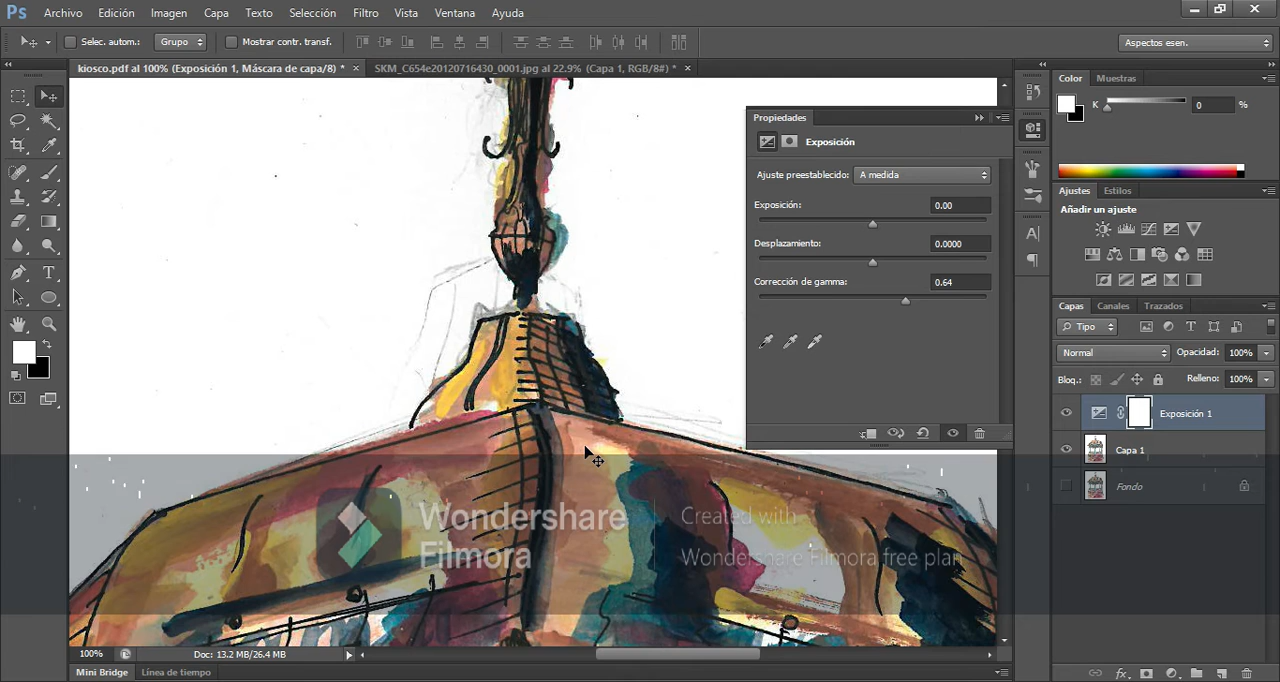 Ps Archivo Edición Imagen Capa Texto Selección Filtro Vista Ventana Ayuda
Selec. autom.: Grupo Mostrar contr. transf. Aspectos esen.
kiosco.pdf al 100% (Exposición 1, Máscara de capa/8) * × SKM_C654e20120716430_0001.jpg al 22.9% (Capa 1, RGB/8#) * ×
Propiedades
Exposición
Ajuste preestablecido: A medida
Exposición: 0.00
Desplazamiento: 0.0000
Corrección de gamma: 0.64
Color Muestras
K 0 %
Ajustes Estilos
Añadir un ajuste
Capas Canales Trazados
Tipo
Normal Opacidad: 100%
Bloq.: Relleno: 100%
Exposición 1
Capa 1
Fondo
Wondershare
Filmora
Created with
Wondershare Filmora free plan
100% Doc: 13.2 MB/26.4 MB
Mini Bridge Línea de tiempo